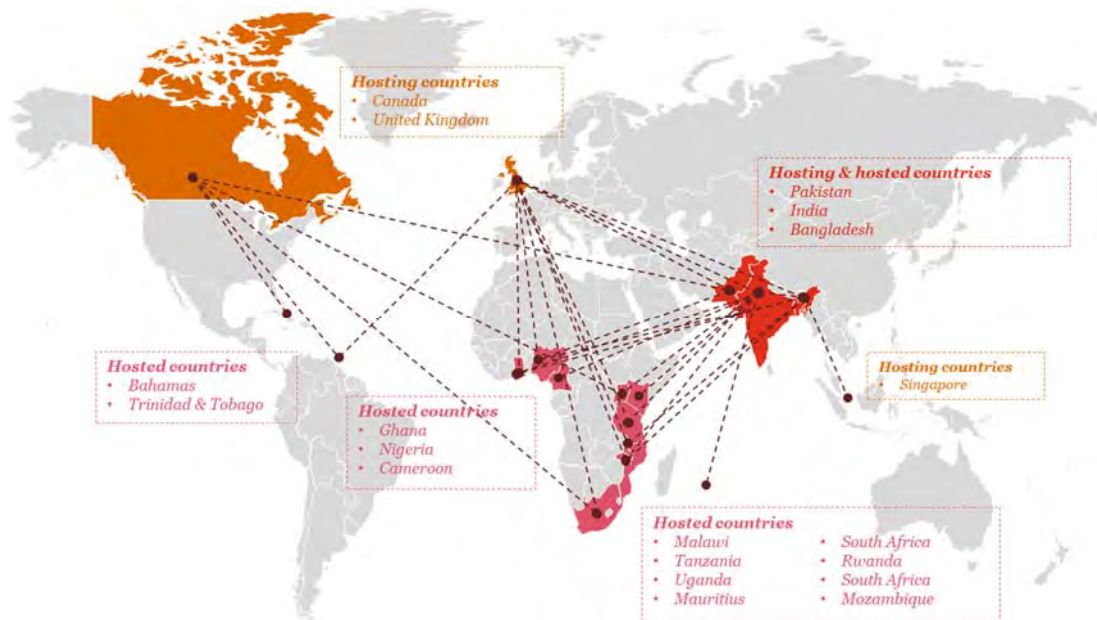 Hosting countries
• Canada
• United Kingdom
Hosting & hosted countries
• Pakistan
• India
• Bangladesh
Hosted countries
• Bahamas
• Trinidad & Tobago
Hosted countries
• Ghana
• Nigeria
• Cameroon
Hosting countries
• Singapore
Hosted countries
• Malawi
• Tanzania
• Uganda
• Mauritius
• South Africa
• Rwanda
• South Africa
• Mozambique